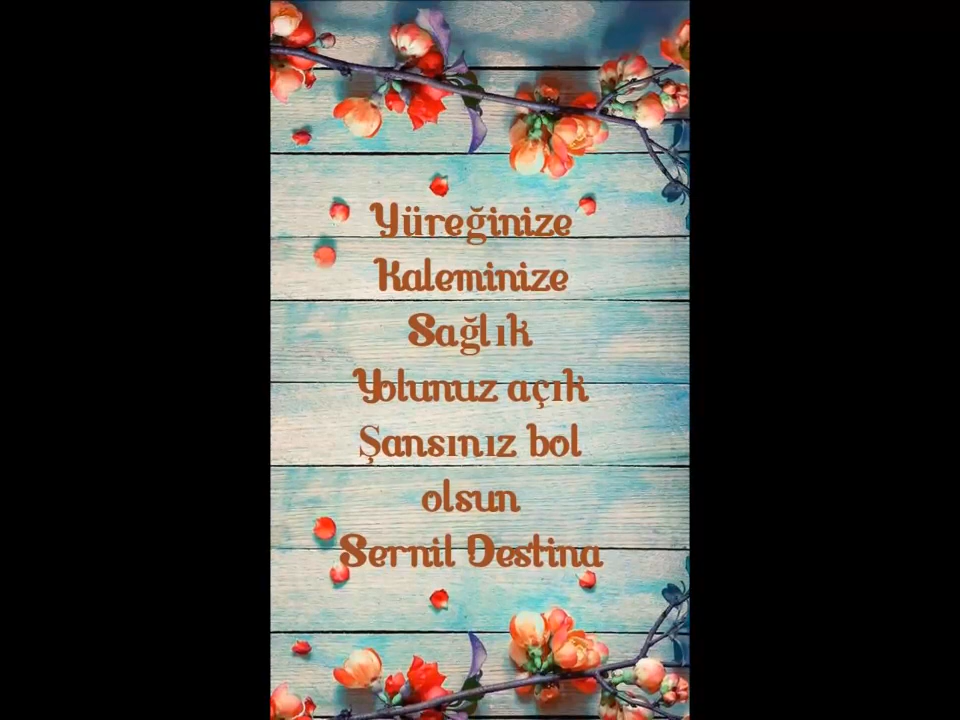 Yüreğinize
Kaleminize
Sağlık
Yolunuz açık
Şansınız bol
olsun
Sernil Destina